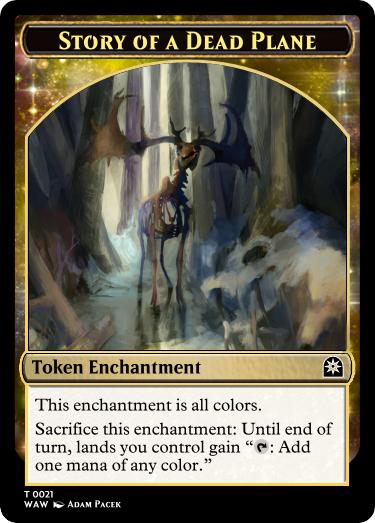 Story of a Dead Plane
Token Enchantment
This enchantment is all colors.
Sacrifice this enchantment: Until end of
turn, lands you control gain “: Add
one mana of any color.”
T 0021
WAW Adam Pacek